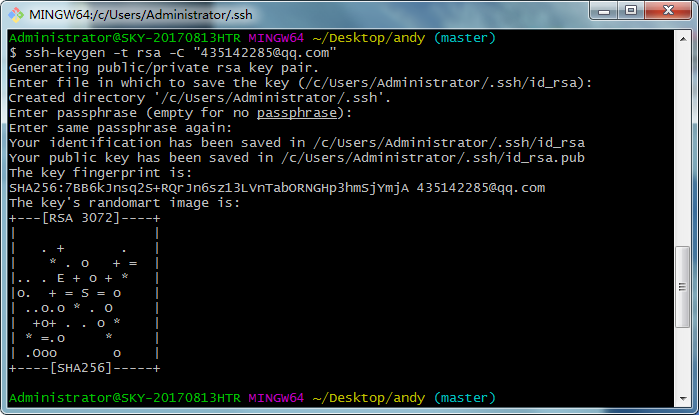 MINGW64:/c/Users/Administrator/.ssh
Administrator@SKY-20170813HTR MINGW64 ~/Desktop/andy (master)
$ ssh-keygen -t rsa -C "435142285@qq.com"
Generating public/private rsa key pair.
Enter file in which to save the key (/c/Users/Administrator/.ssh/id_rsa):
Created directory '/c/Users/Administrator/.ssh'.
Enter passphrase (empty for no passphrase):
Enter same passphrase again:
Your identification has been saved in /c/Users/Administrator/.ssh/id_rsa
Your public key has been saved in /c/Users/Administrator/.ssh/id_rsa.pub
The key fingerprint is:
SHA256:7BB6kJnsq2S+RQrJn6sz13LVnTabORNGHp3hmSjYmjA 435142285@qq.com
The key's randomart image is:
+---[RSA 3072]----+
|                 |
|   . +       .   |
|    * . o   + =  |
|.. . E + o + *   |
|o.  + = S = o    |
| ..o.o * . O     |
|  +o+ . . o *    |
| * =.o     *     |
| .Ooo       o    |
+----[SHA256]-----+
Administrator@SKY-20170813HTR MINGW64 ~/Desktop/andy (master)